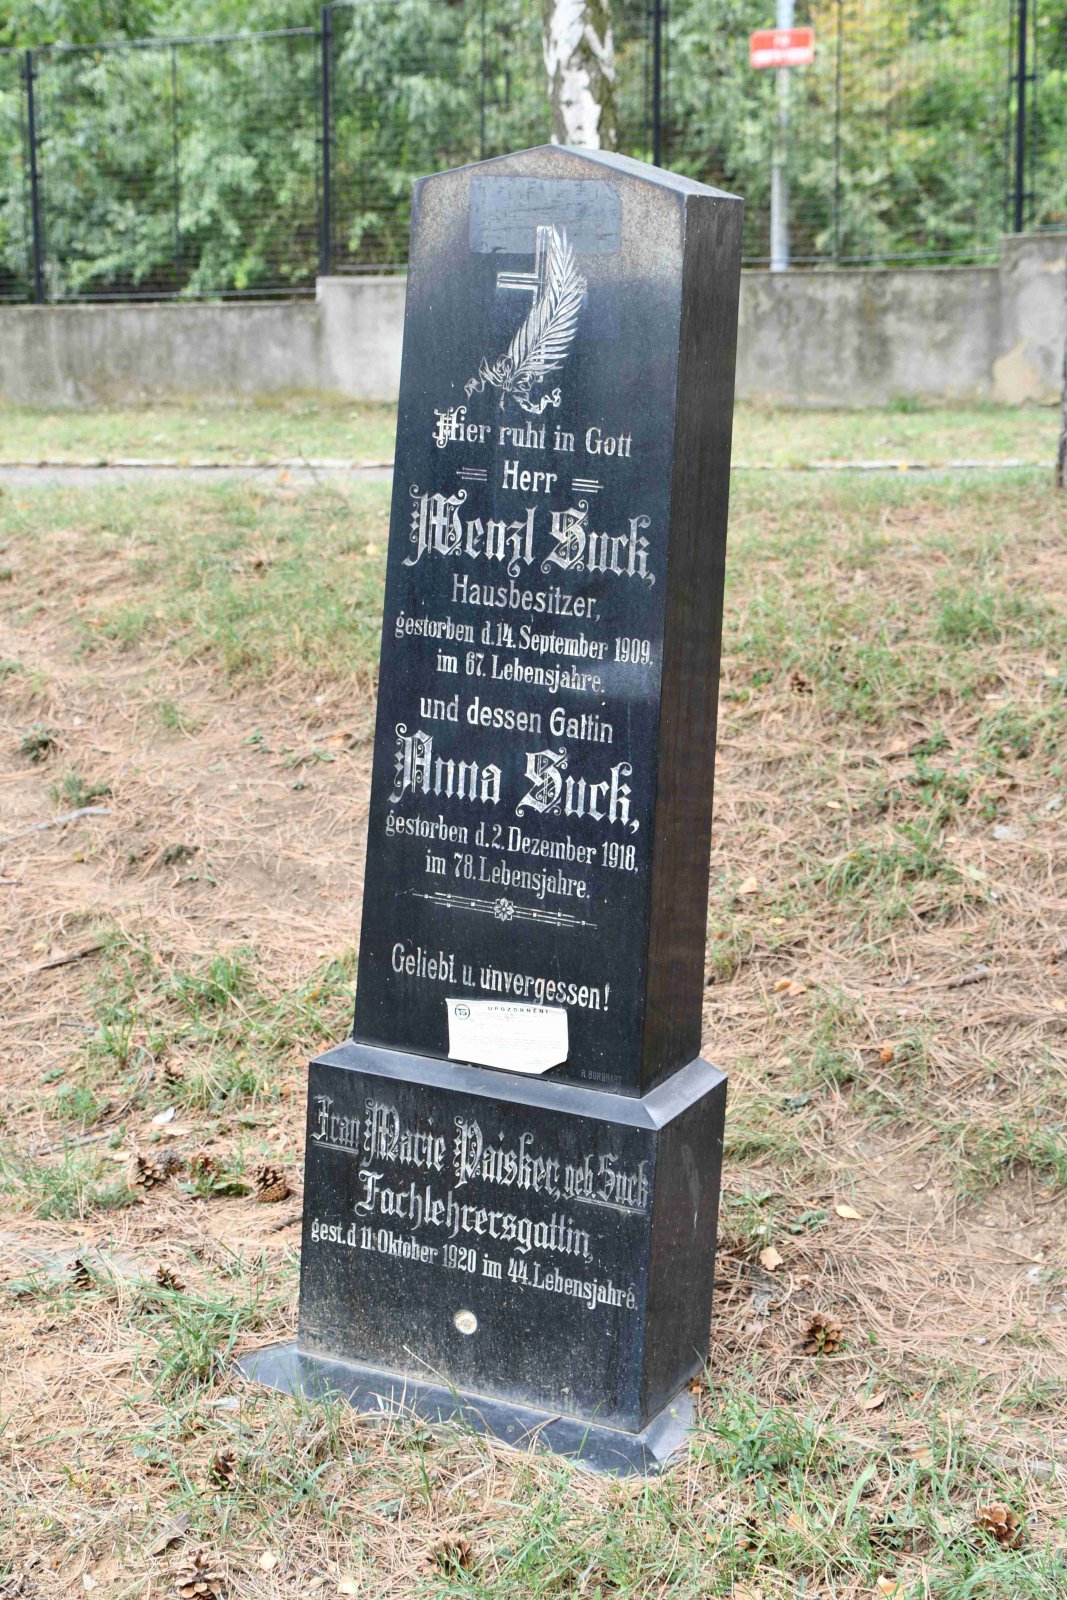 Hier ruht in Gott
Herr
Wenzl Suck,
Hausbesitzer,
gestorben d. 14. September 1909,
im 67. Lebensjahre.
und dessen Gattin
Anna Suck,
gestorben d. 2. Dezember 1918,
im 78. Lebensjahre.
Geliebt. u. unvergessen!
UPOZORNĚNÍ
R. BURGHART
Frau Marie Paisker, geb. Suck
Fachlehrersgattin,
gest. d 11. Oktober 1920 im 44. Lebensjahre.